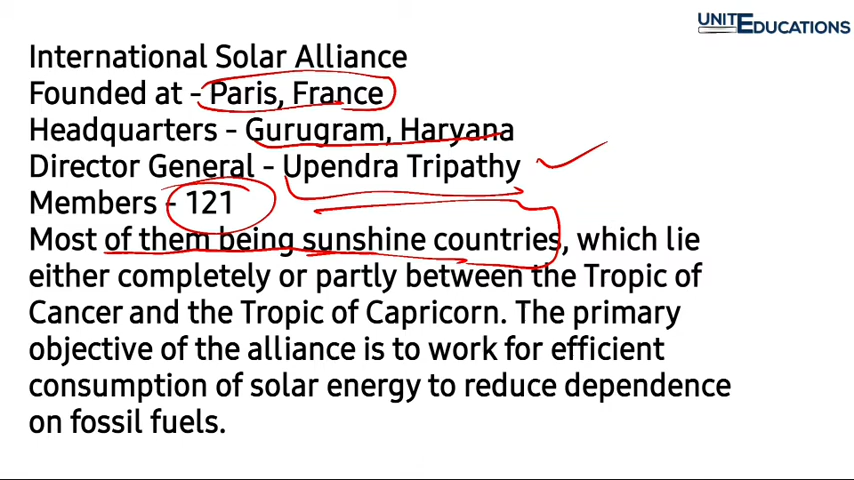 UNITEDUCATIONS
International Solar Alliance
Founded at - Paris, France
Headquarters - Gurugram, Haryana
Director General - Upendra Tripathy
Members - 121
Most of them being sunshine countries, which lie
either completely or partly between the Tropic of
Cancer and the Tropic of Capricorn. The primary
objective of the alliance is to work for efficient
consumption of solar energy to reduce dependence
on fossil fuels.